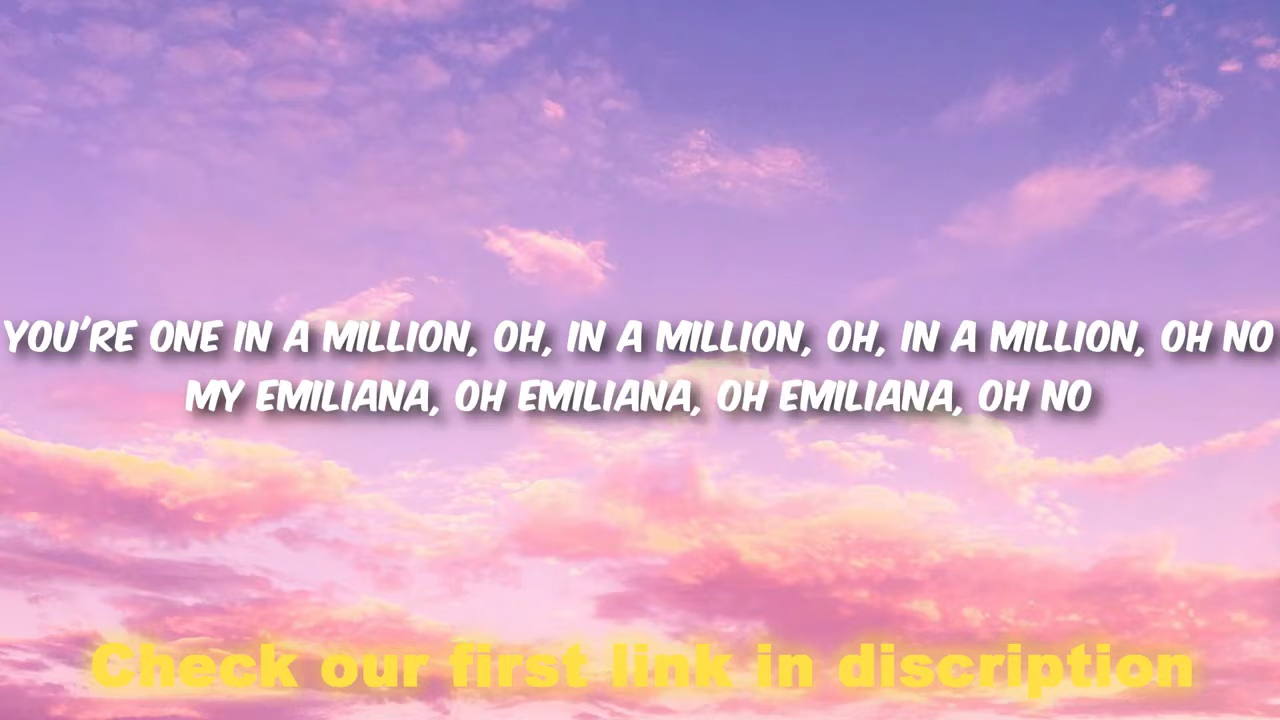 YOU'RE ONE IN A MILLION, OH, IN A MILLION, OH, IN A MILLION, OH NO
MY EMILIANA, OH EMILIANA, OH EMILIANA, OH NO
Check our first link in discription